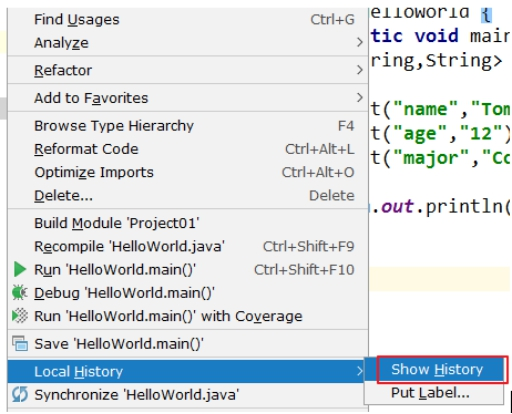 Find Usages Ctrl+G
Analyze
Refactor
Add to Favorites
Browse Type Hierarchy F4
Reformat Code Ctrl+Alt+L
Optimize Imports Ctrl+Alt+O
Delete... Delete
Build Module 'Project01'
Recompile 'HelloWorld.java' Ctrl+Shift+F9
Run 'HelloWorld.main()' Ctrl+Shift+F10
Debug 'HelloWorld.main()'
Run 'HelloWorld.main()' with Coverage
Save 'HelloWorld.main()'
Local History
Synchronize 'HelloWorld.java'
Show History
Put Label...
elloworld {
tic void main
ring,String>
t("name","Tom
t("age","12")
t("major","Co
.out.println(